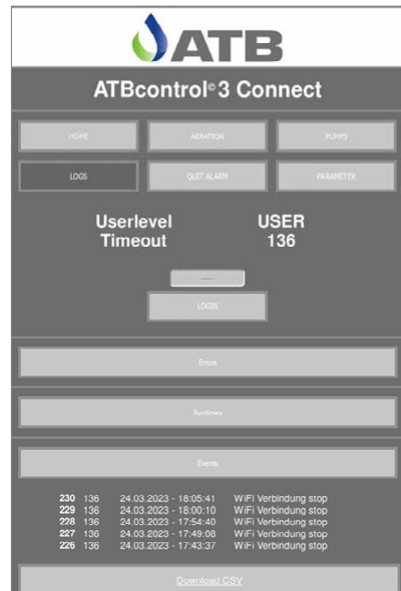 ATB
ATBcontrol©3 Connect
HOME AERATION PUMPS
LOGS QUIT ALARM PARAMETER
Userlevel USER
Timeout 136
LOGIN
Errors
Runtimes
Events
230 136 24.03.2023 - 18:05:41 WiFi Verbindung stop
229 136 24.03.2023 - 18:00:10 WiFi Verbindung stop
228 136 24.03.2023 - 17:54:40 WiFi Verbindung stop
227 136 24.03.2023 - 17:49:08 WiFi Verbindung stop
226 136 24.03.2023 - 17:43:37 WiFi Verbindung stop
Download CSV